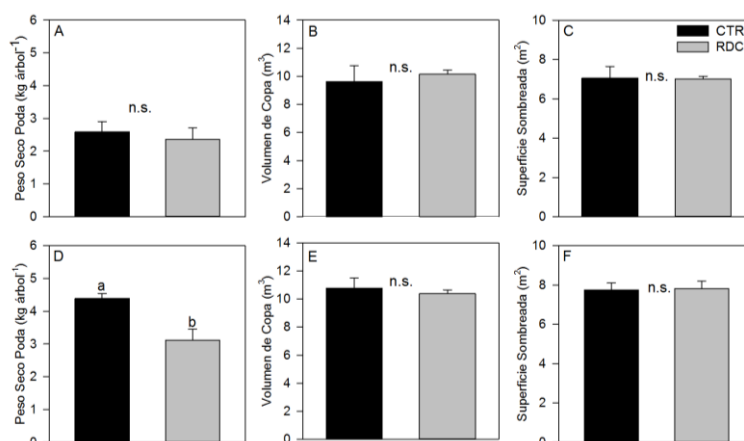 A
Peso Seco Poda (kg árbol⁻¹)
6
5
4
3
2
1
0
n.s.
B
Volumen de Copa (m³)
14
12
10
8
6
4
2
0
n.s.
C
Superficie Sombreada (m²)
10
8
6
4
2
0
n.s.
CTR
RDC
D
Peso Seco Poda (kg árbol⁻¹)
6
5
4
3
2
1
0
a
b
E
Volumen de Copa (m³)
14
12
10
8
6
4
2
0
n.s.
F
Superficie Sombreada (m²)
10
8
6
4
2
0
n.s.